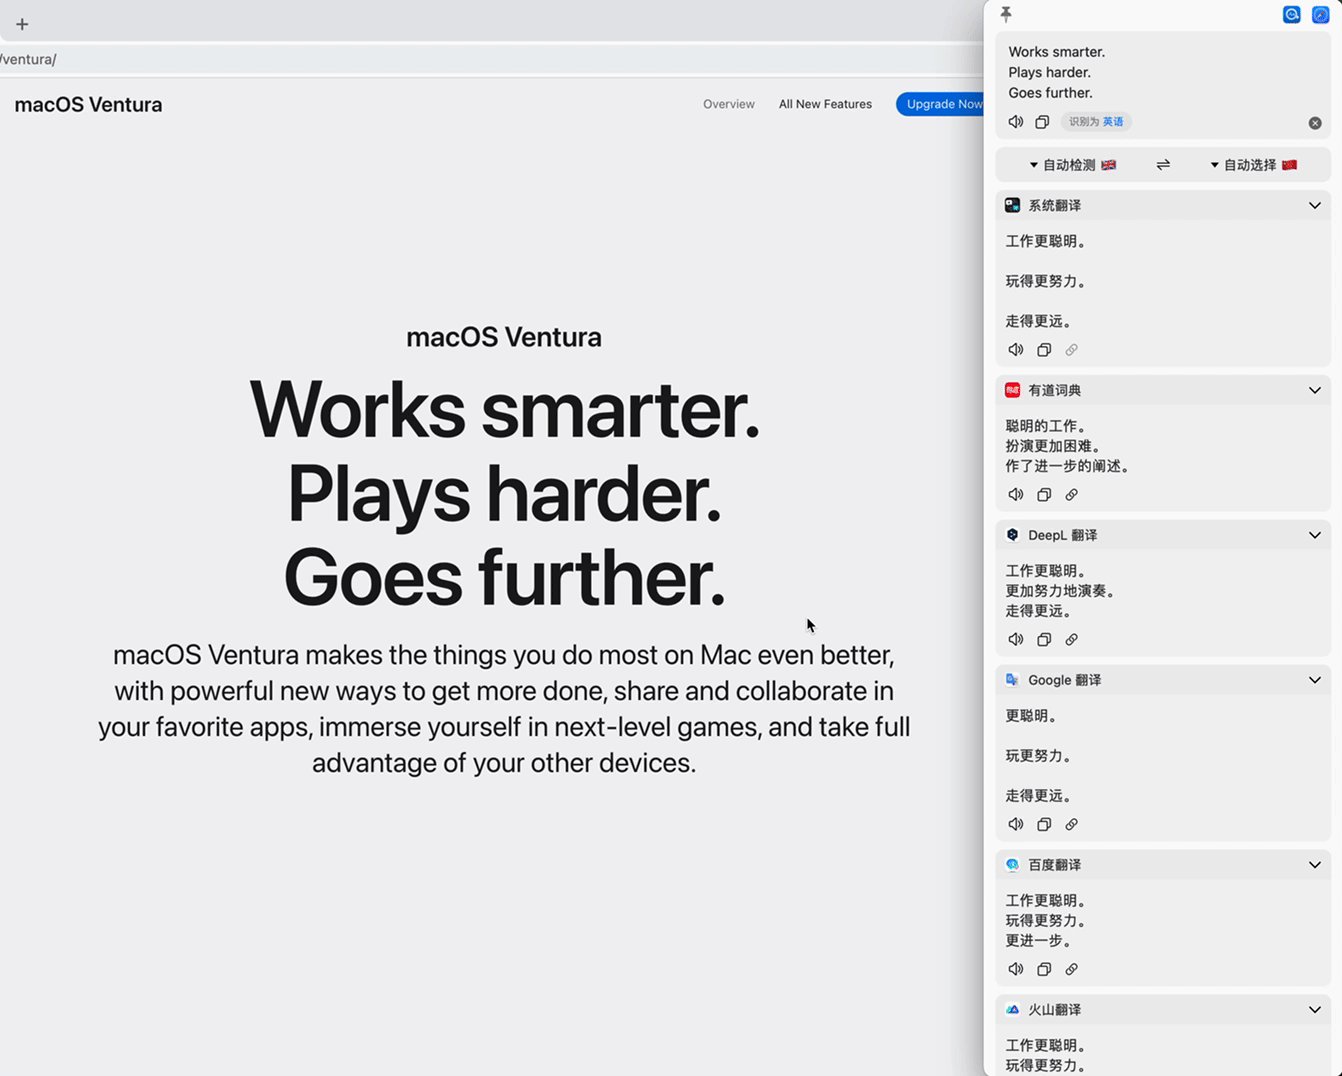 /ventura/
macOS Ventura
Overview
All New Features
Upgrade Now
macOS Ventura
Works smarter.
Plays harder.
Goes further.
macOS Ventura makes the things you do most on Mac even better,
with powerful new ways to get more done, share and collaborate in
your favorite apps, immerse yourself in next-level games, and take full
advantage of your other devices.
Works smarter.
Plays harder.
Goes further.
识别为 英语
自动检测
自动选择
系统翻译
工作更聪明。
玩得更努力。
走得更远。
有道词典
聪明的工作。
扮演更加困难。
作了进一步的阐述。
DeepL 翻译
工作更聪明。
更加努力地演奏。
走得更远。
Google 翻译
更聪明。
玩更努力。
走得更远。
百度翻译
工作更聪明。
玩得更努力。
更进一步。
火山翻译
工作更聪明。
玩得更努力。